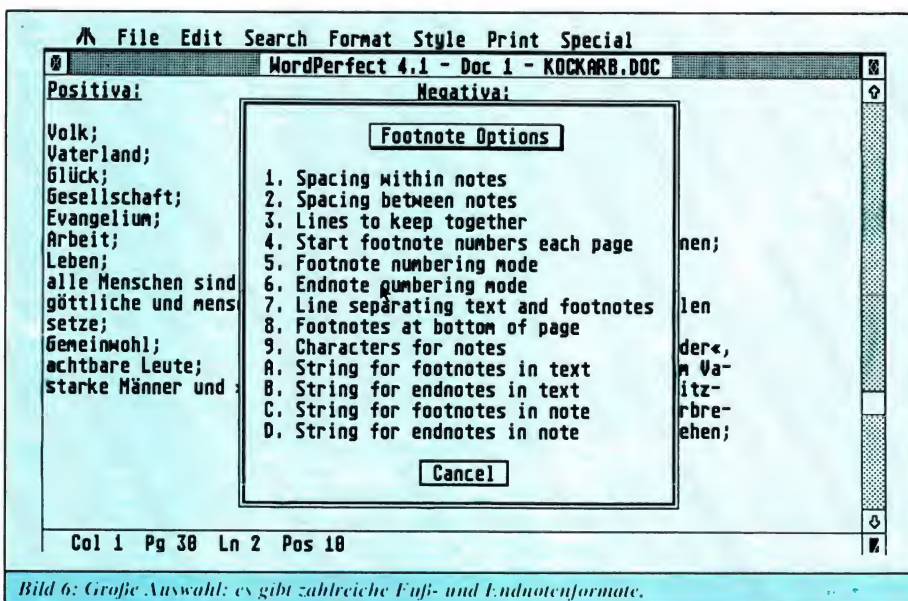 File Edit Search Format Style Print Special
WordPerfect 4.1 - Doc 1 - KOCKARB.DOC
Positiva: Negativa:
Volk;
Vaterland;
Glück;
Gesellschaft;
Evangelium;
Arbeit; nen;
Leben;
alle Menschen sind
göttliche und mens len
setze;
Gemeinwohl; der«,
achtbare Leute; m Va-
starke Männer und itz-
rbre-
ehen;
Footnote Options
1. Spacing within notes
2. Spacing between notes
3. Lines to keep together
4. Start footnote numbers each page
5. Footnote numbering mode
6. Endnote numbering mode
7. Line separating text and footnotes
8. Footnotes at bottom of page
9. Characters for notes
A. String for footnotes in text
B. String for endnotes in text
C. String for footnotes in note
D. String for endnotes in note
Cancel
Col 1 Pg 30 Ln 2 Pos 10
Bild 6: Große Auswahl: es gibt zahlreiche Fuß- und Endnotenformate.